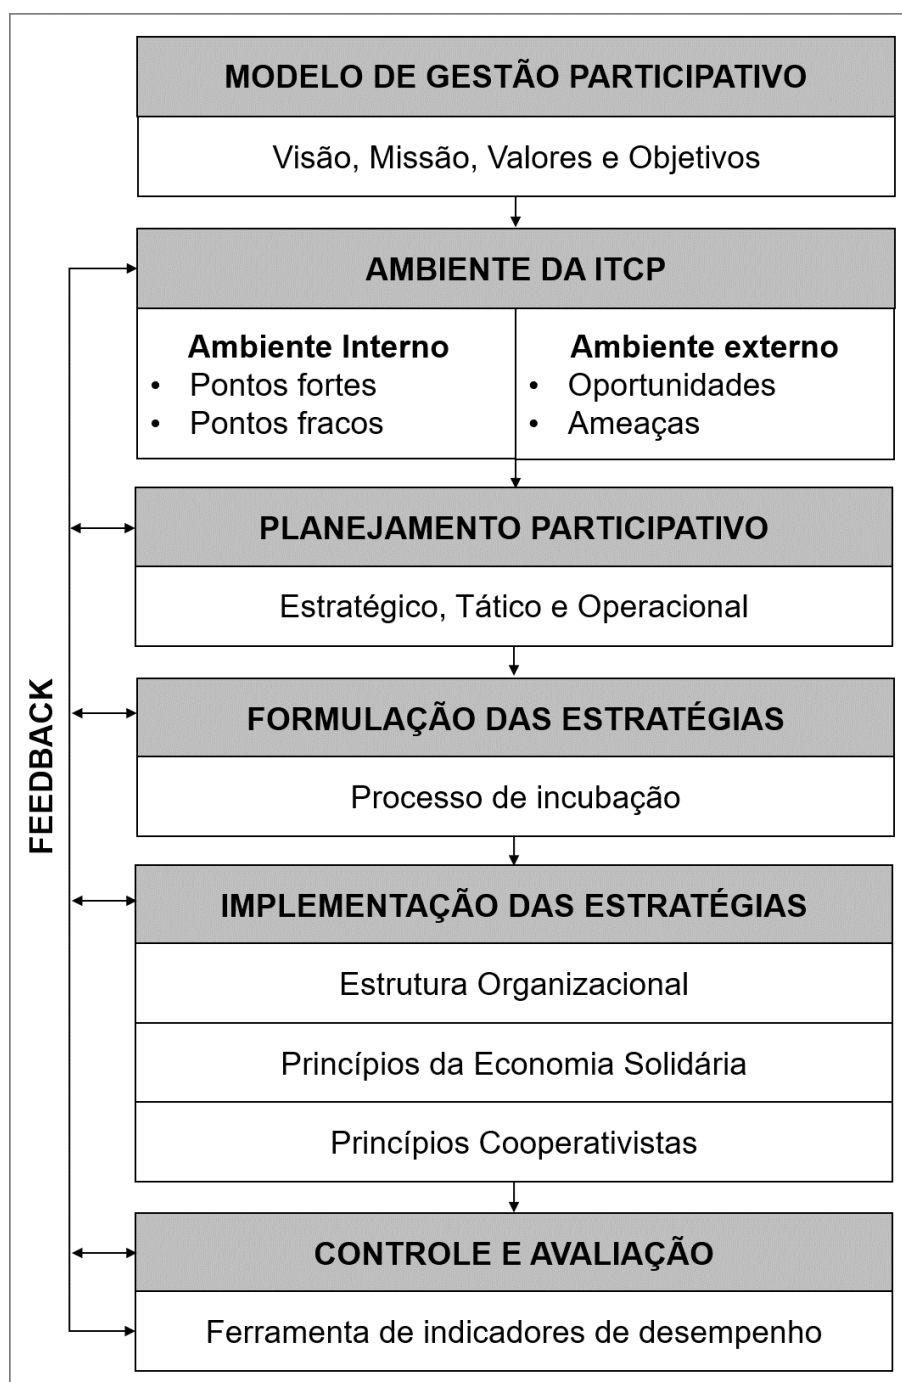 MODELO DE GESTÃO PARTICIPATIVO
Visão, Missão, Valores e Objetivos
AMBIENTE DA ITCP
Ambiente Interno
• Pontos fortes
• Pontos fracos
Ambiente externo
• Oportunidades
• Ameaças
PLANEJAMENTO PARTICIPATIVO
Estratégico, Tático e Operacional
FORMULAÇÃO DAS ESTRATÉGIAS
Processo de incubação
IMPLEMENTAÇÃO DAS ESTRATÉGIAS
Estrutura Organizacional
Princípios da Economia Solidária
Princípios Cooperativistas
CONTROLE E AVALIAÇÃO
Ferramenta de indicadores de desempenho
FEEDBACK